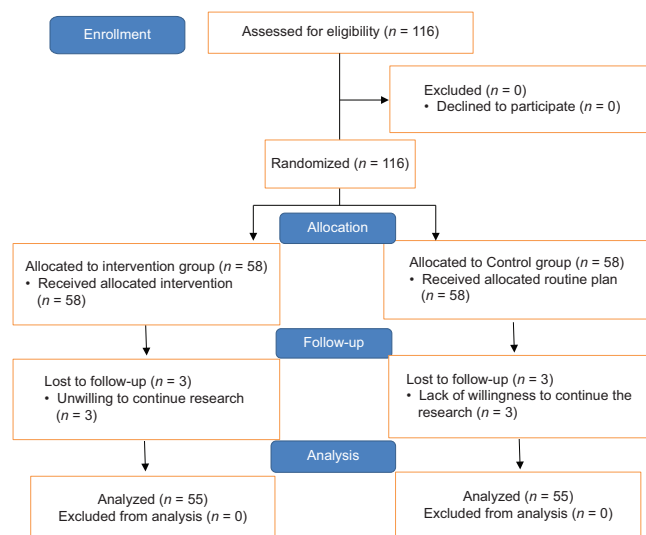 Enrollment
Assessed for eligibility (n = 116)
Excluded (n = 0)
• Declined to participate (n = 0)
Randomized (n = 116)
Allocation
Allocated to intervention group (n = 58)
• Received allocated intervention
(n = 58)
Allocated to Control group (n = 58)
• Received allocated routine plan
(n = 58)
Follow-up
Lost to follow-up (n = 3)
• Unwilling to continue research
(n = 3)
Lost to follow-up (n = 3)
• Lack of willingness to continue the
research (n = 3)
Analysis
Analyzed (n = 55)
Excluded from analysis (n = 0)
Analyzed (n = 55)
Excluded from analysis (n = 0)